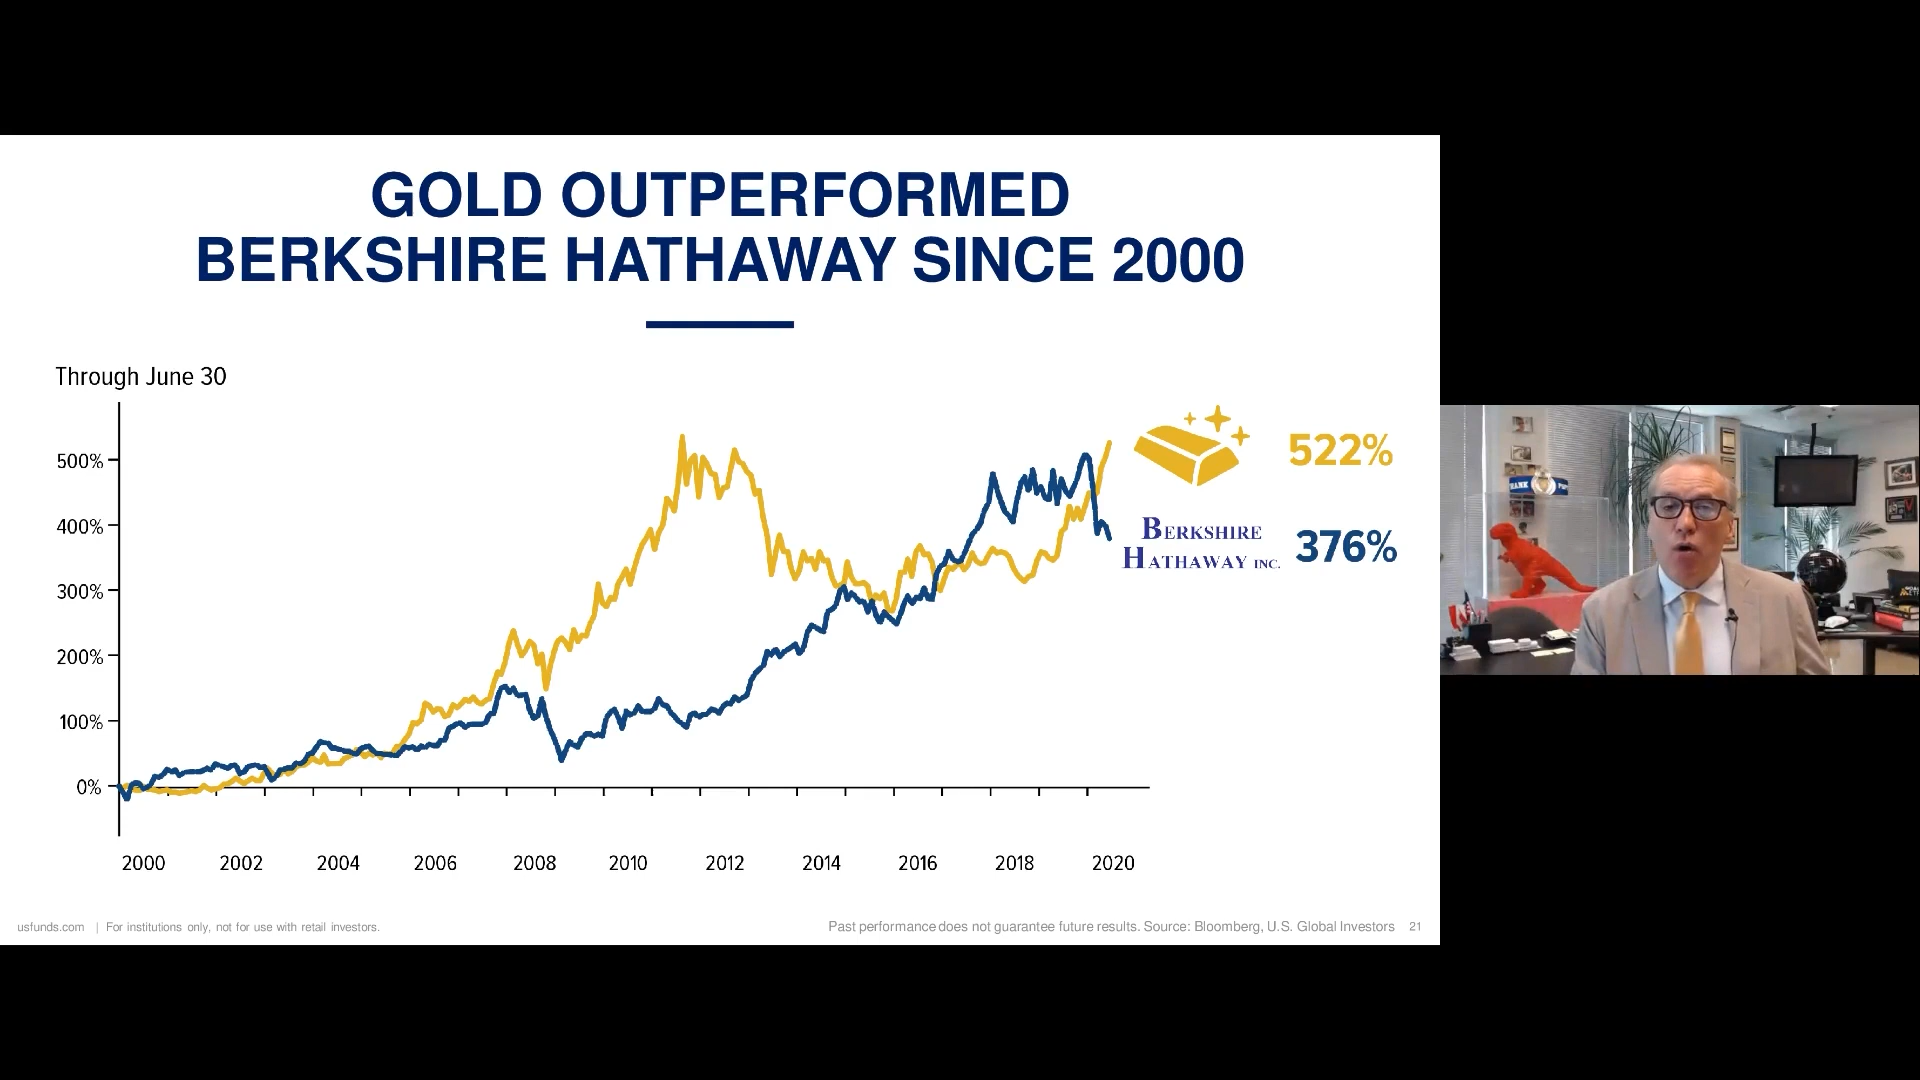 GOLD OUTPERFORMED
BERKSHIRE HATHAWAY SINCE 2000
Through June 30
500%
400%
300%
200%
100%
0%
522%
BERKSHIRE
HATHAWAY INC.
376%
2000 2002 2004 2006 2008 2010 2012 2014 2016 2018 2020
usfunds.com | For institutions only, not for use with retail investors.
Past performance does not guarantee future results. Source: Bloomberg, U.S. Global Investors 21